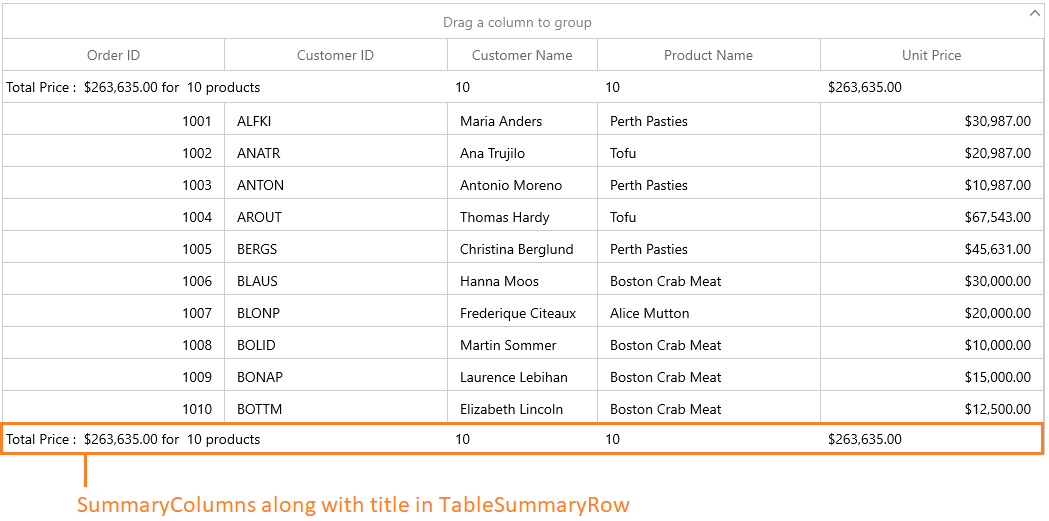 Drag a column to group
Order ID Customer ID Customer Name Product Name Unit Price
Total Price : $263,635.00 for 10 products 10 10 $263,635.00
1001 ALFKI Maria Anders Perth Pasties $30,987.00
1002 ANATR Ana Trujilo Tofu $20,987.00
1003 ANTON Antonio Moreno Perth Pasties $10,987.00
1004 AROUT Thomas Hardy Tofu $67,543.00
1005 BERGS Christina Berglund Perth Pasties $45,631.00
1006 BLAUS Hanna Moos Boston Crab Meat $30,000.00
1007 BLONP Frederique Citeaux Alice Mutton $20,000.00
1008 BOLID Martin Sommer Boston Crab Meat $10,000.00
1009 BONAP Laurence Lebihan Boston Crab Meat $15,000.00
1010 BOTTM Elizabeth Lincoln Boston Crab Meat $12,500.00
Total Price : $263,635.00 for 10 products 10 10 $263,635.00
SummaryColumns along with title in TableSummaryRow